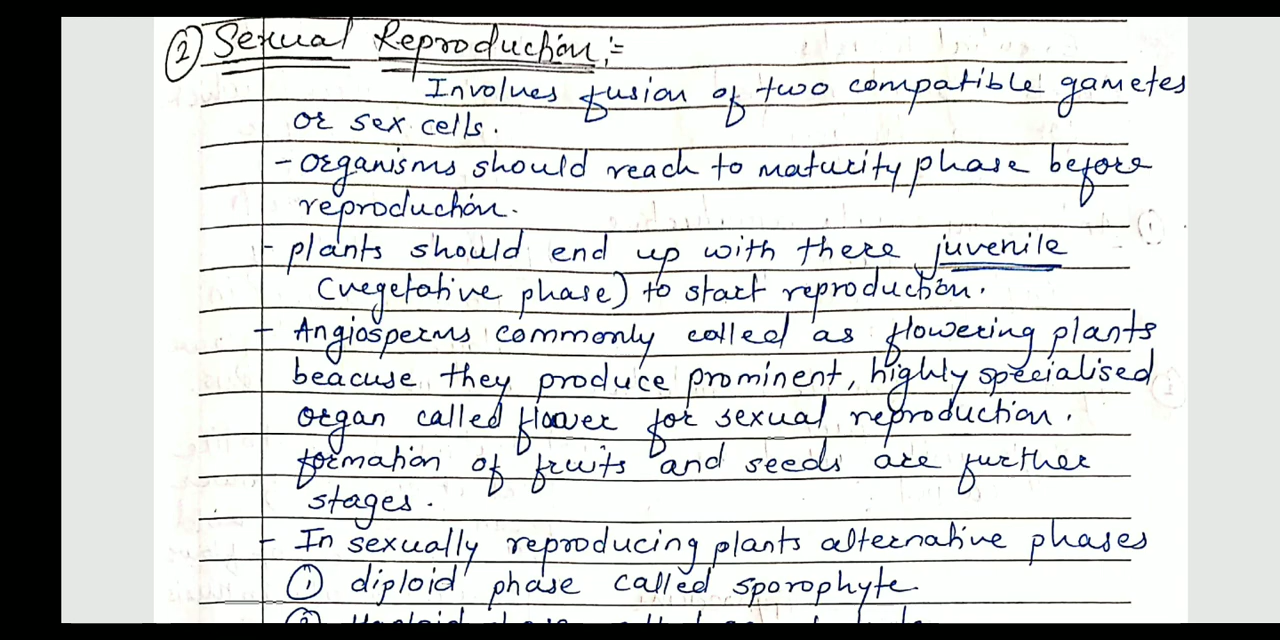 ② Sexual Reproduction :-
Involves fusion of two compatible gametes
or sex cells.
- organisms should reach to maturity phase before
reproduction.
- plants should end up with there juvenile
(vegetative phase) to start reproduction.
- Angiosperms commonly called as flowering plants
beacuse they produce prominent, highly specialised
organ called flower for sexual reproduction.
formation of fruits and seeds are further
stages.
- In sexually reproducing plants alternative phases
① diploid phase called sporophyte